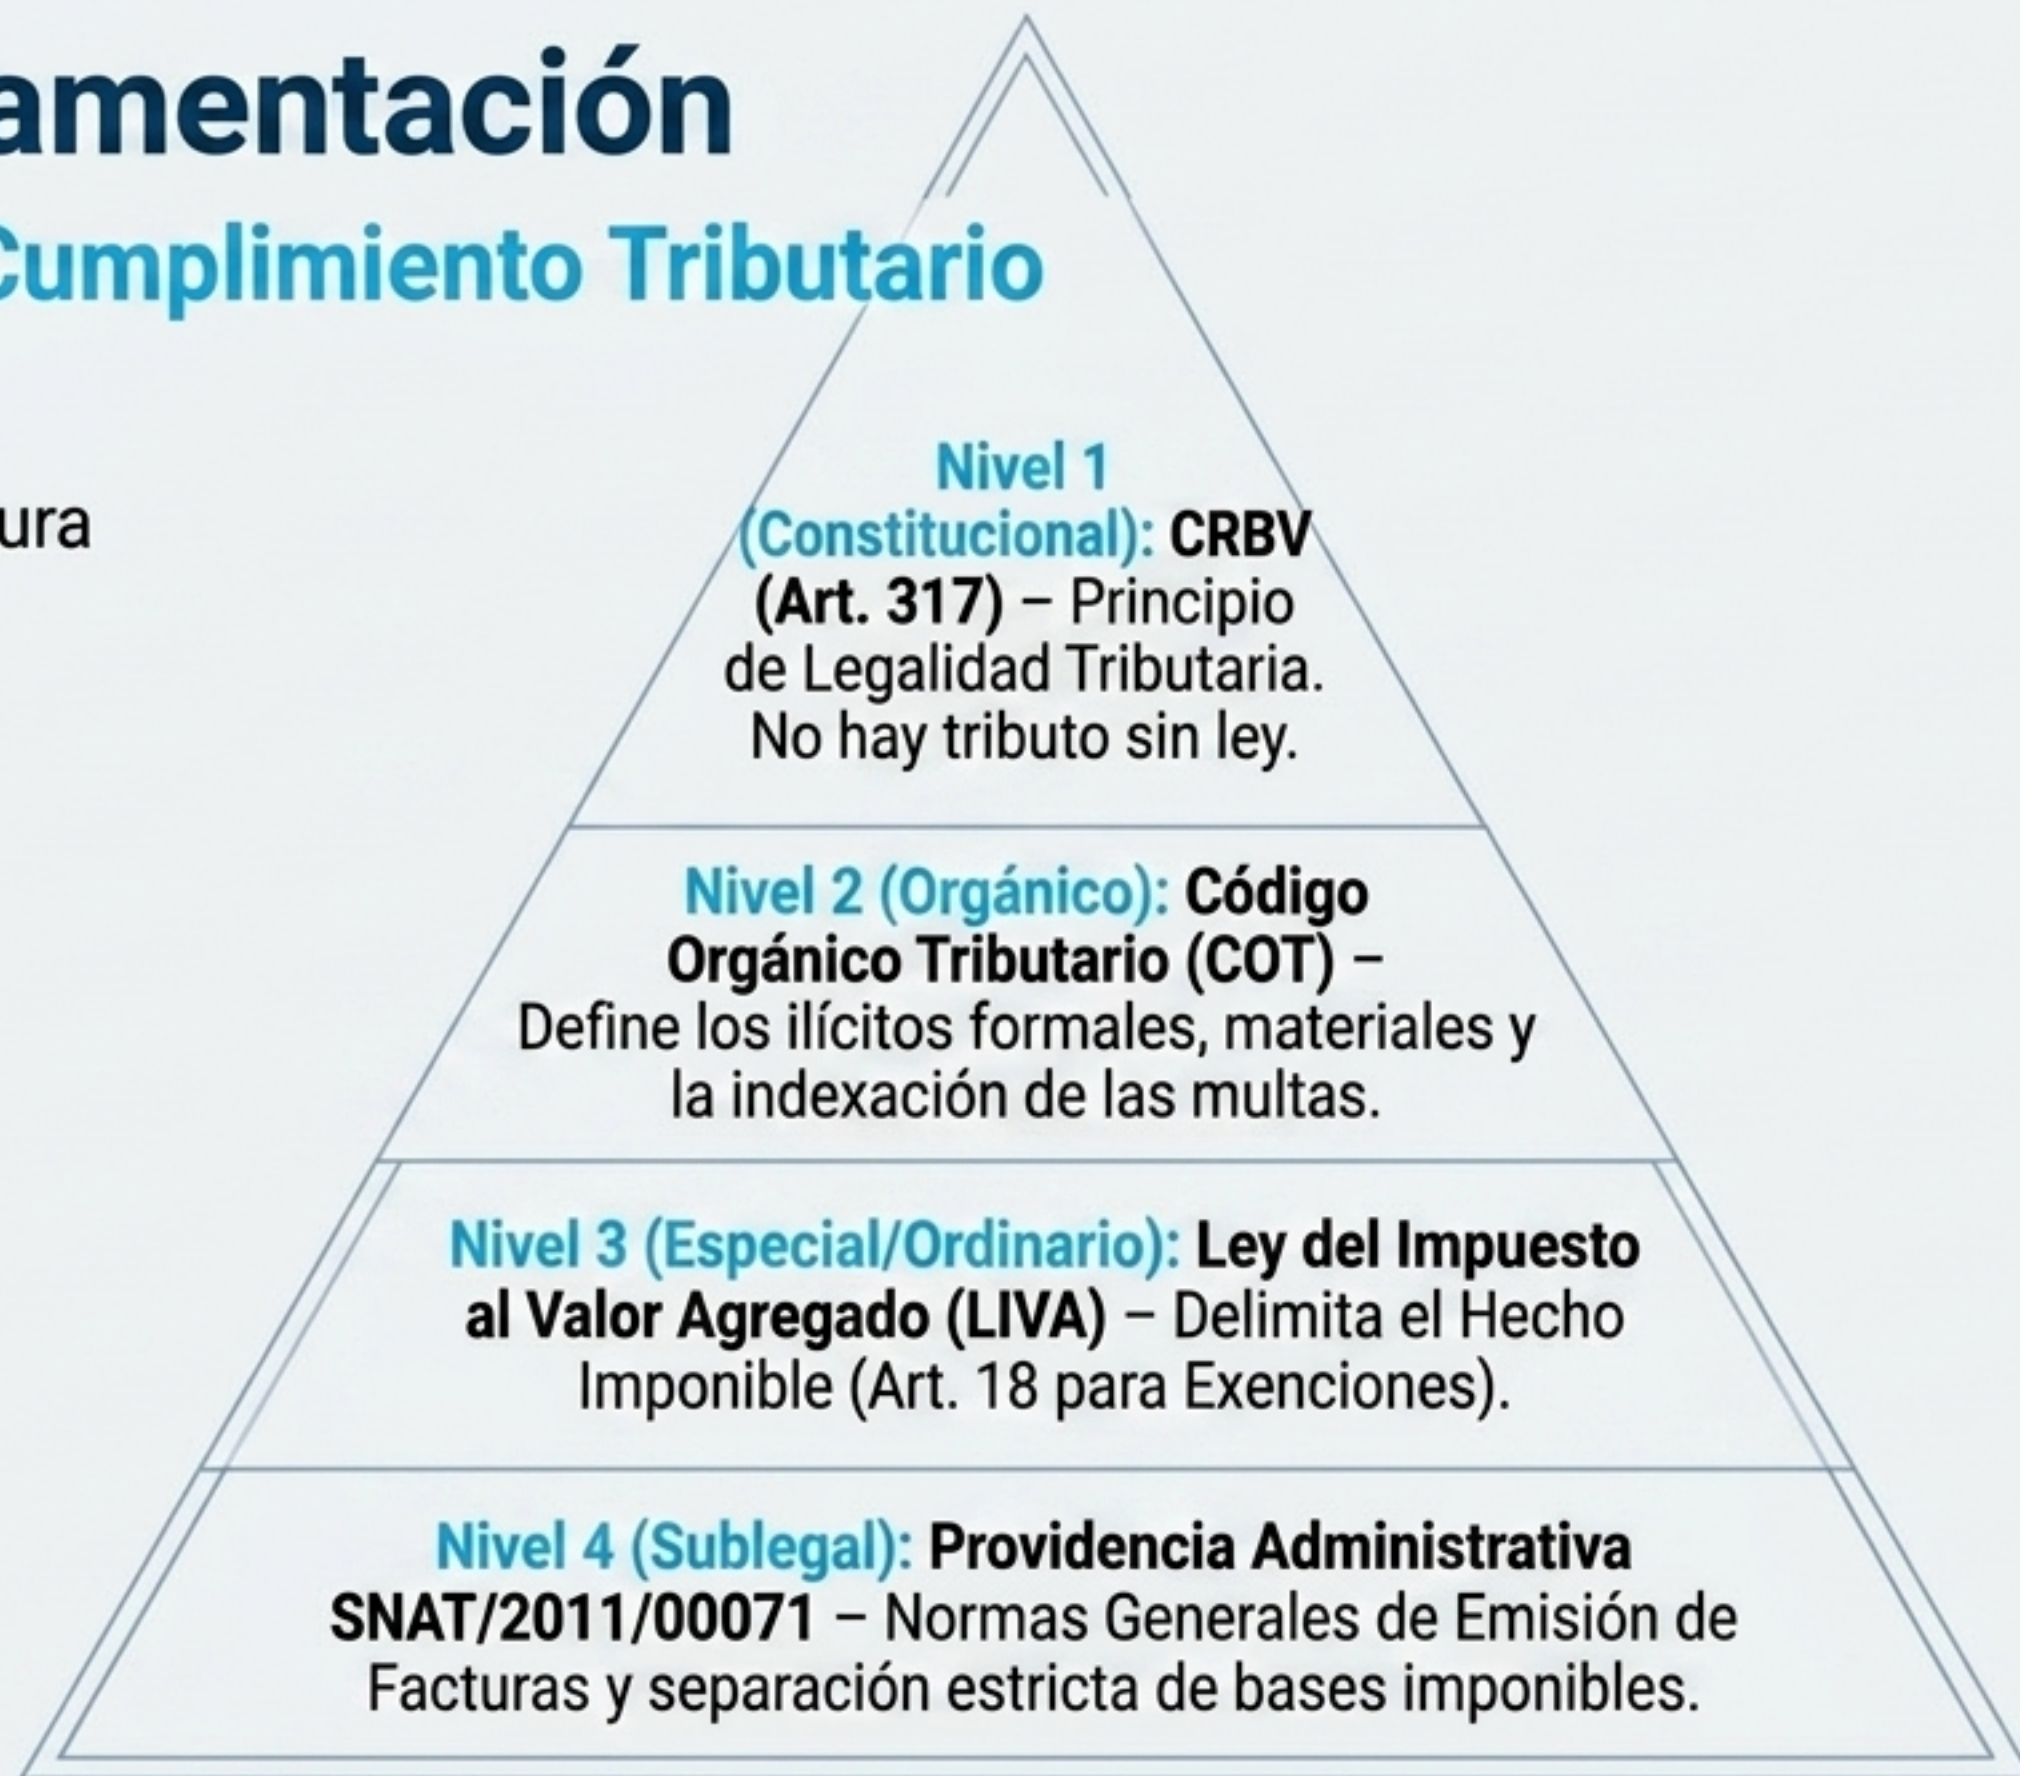 amentación
Cumplimiento Tributario
ura
Nivel 1
(Constitucional): CRBV
(Art. 317) – Principio
de Legalidad Tributaria.
No hay tributo sin ley.
Nivel 2 (Orgánico): Código
Orgánico Tributario (COT) –
Define los ilícitos formales, materiales y
la indexación de las multas.
Nivel 3 (Especial/Ordinario): Ley del Impuesto
al Valor Agregado (LIVA) – Delimita el Hecho
Imponible (Art. 18 para Exenciones).
Nivel 4 (Sublegal): Providencia Administrativa
SNAT/2011/00071 – Normas Generales de Emisión de
Facturas y separación estricta de bases imponibles.